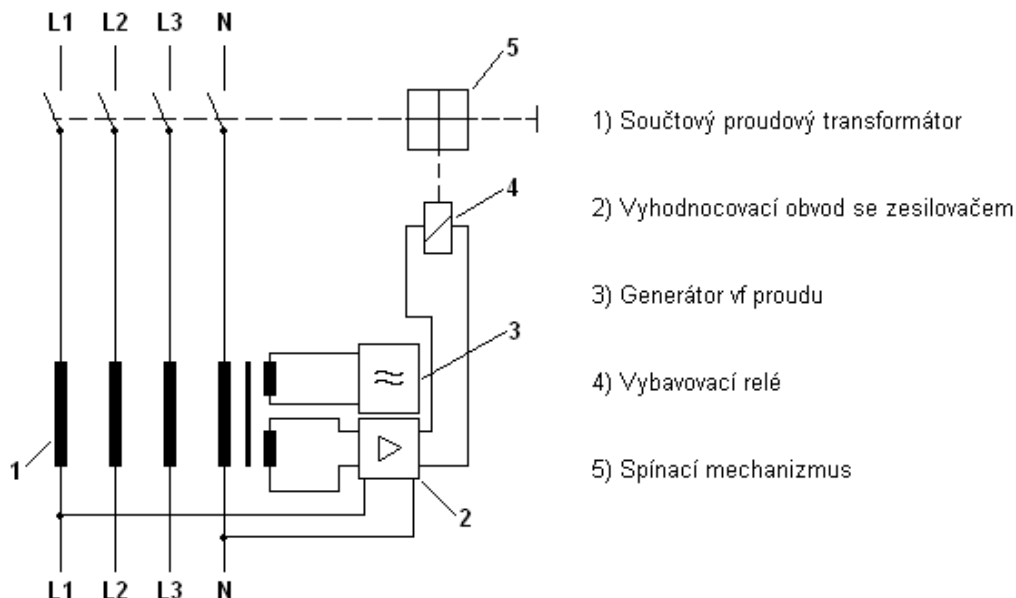 L1 L2 L3 N
5
1) Součtový proudový transformátor
4
2) Vyhodnocovací obvod se zesilovačem
3) Generátor vf proudu
3
4) Vybavovací relé
1
5) Spínací mechanizmus
2
L1 L2 L3 N